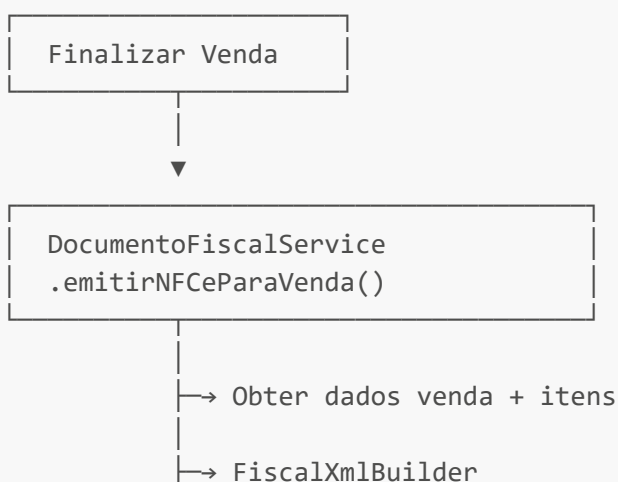 Finalizar Venda
DocumentoFiscalService
.emitirNFCeParaVenda()
Obter dados venda + itens
FiscalXmlBuilder